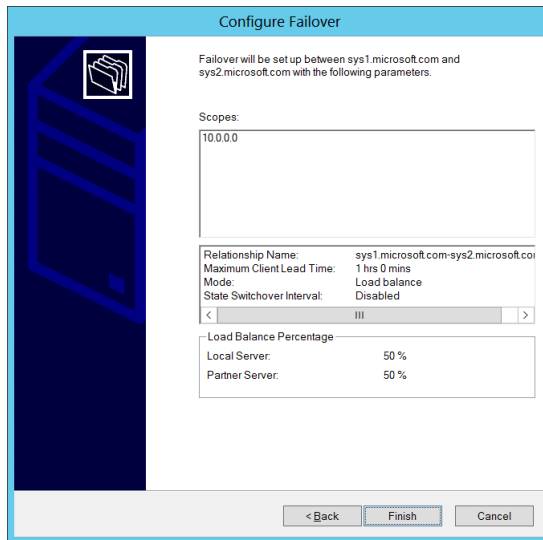 Configure Failover
Failover will be set up between sys1.microsoft.com and
sys2.microsoft.com with the following parameters.
Scopes:
10.0.0.0
Relationship Name: sys1.microsoft.com-sys2.microsoft.co
Maximum Client Lead Time: 1 hrs 0 mins
Mode: Load balance
State Switchover Interval: Disabled
Load Balance Percentage
Local Server: 50 %
Partner Server: 50 %
< Back Finish Cancel